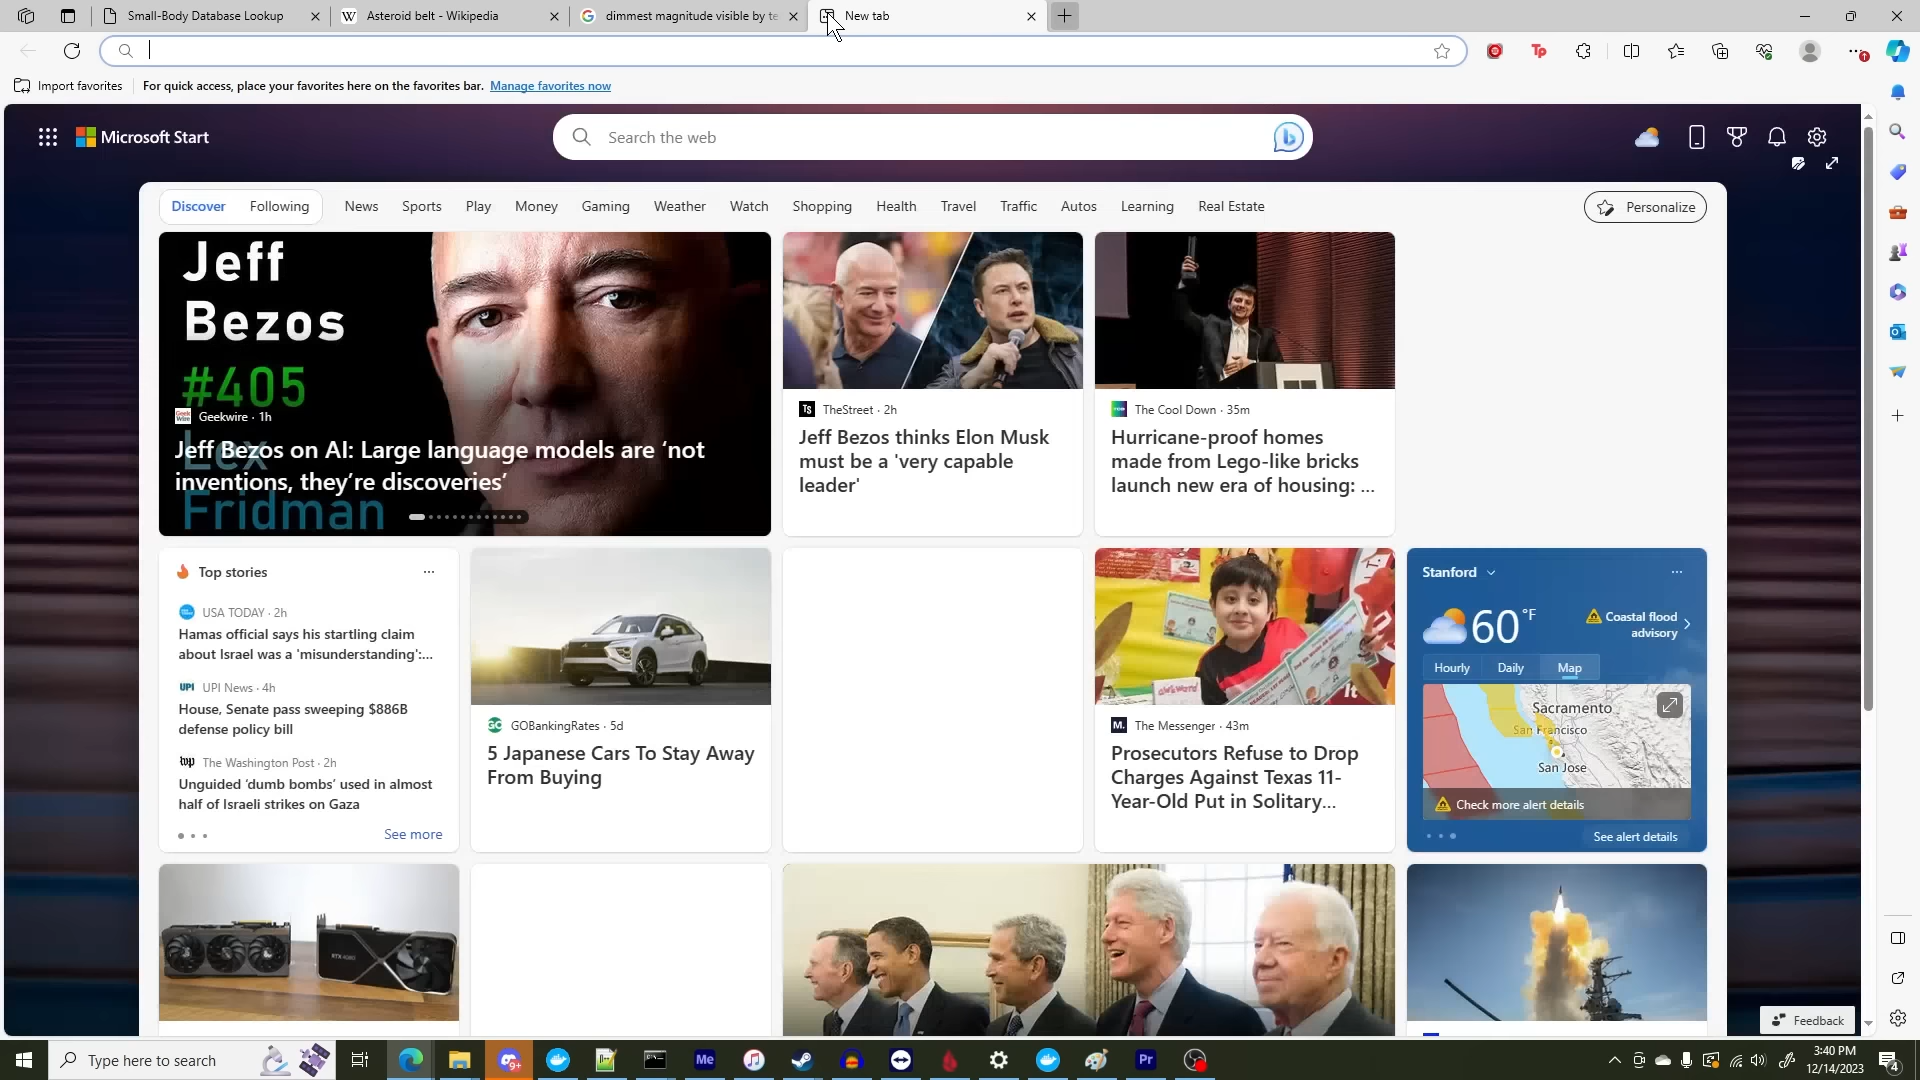 Small-Body Database Lookup
Asteroid belt - Wikipedia
dimmest magnitude visible by te
New tab
Import favorites
For quick access, place your favorites here on the favorites bar. Manage favorites now
Microsoft Start
Search the web
Discover
Following
News
Sports
Play
Money
Gaming
Weather
Watch
Shopping
Health
Travel
Traffic
Autos
Learning
Real Estate
Personalize
Jeff
Bezos
#405
Lex
Fridman
Geekwire · 1h
Jeff Bezos on AI: Large language models are ‘not
inventions, they’re discoveries’
TheStreet · 2h
Jeff Bezos thinks Elon Musk
must be a 'very capable
leader'
The Cool Down · 35m
Hurricane-proof homes
made from Lego-like bricks
launch new era of housing: ...
Top stories
USA TODAY · 2h
Hamas official says his startling claim
about Israel was a 'misunderstanding':...
UPI News · 4h
House, Senate pass sweeping $886B
defense policy bill
The Washington Post · 2h
Unguided ‘dumb bombs’ used in almost
half of Israeli strikes on Gaza
See more
GOBankingRates · 5d
5 Japanese Cars To Stay Away
From Buying
The Messenger · 43m
Prosecutors Refuse to Drop
Charges Against Texas 11-
Year-Old Put in Solitary...
Stanford
60 °F
Coastal flood
advisory
Hourly
Daily
Map
Sacramento
San Francisco
San Jose
Check more alert details
See alert details
Feedback
Type here to search
3:40 PM
12/14/2023